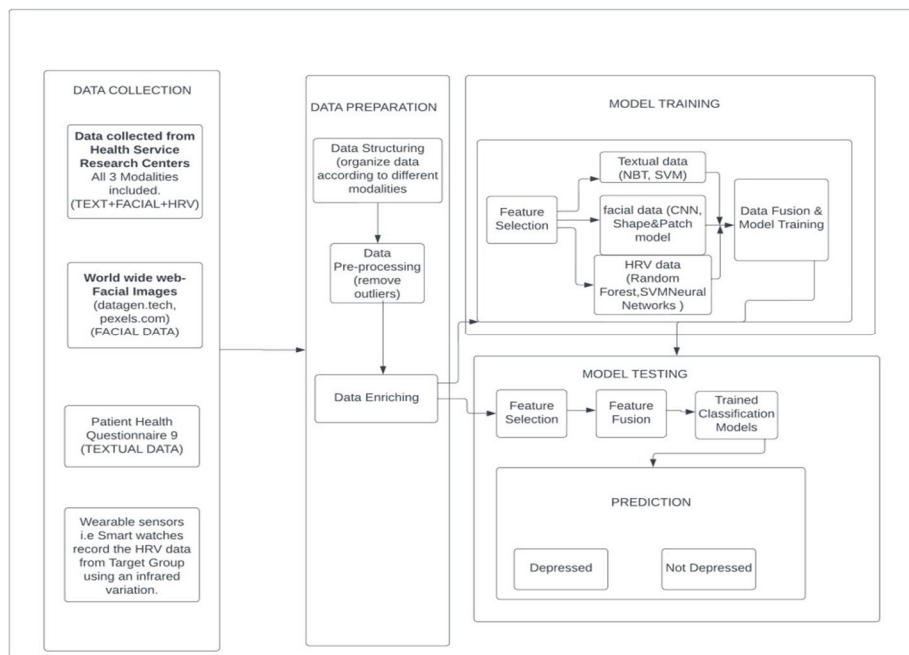 DATA COLLECTION
Data collected from
Health Service
Research Centers
All 3 Modalities
included.
(TEXT+FACIAL+HRV)
World wide web-
Facial Images
(datagen.tech,
pexels.com)
(FACIAL DATA)
Patient Health
Questionnaire 9
(TEXTUAL DATA)
Wearable sensors
i.e Smart watches
record the HRV data
from Target Group
using an infrared
variation.
DATA PREPARATION
Data Structuring
(organize data
according to different
modalities
Data
Pre-processing
(remove
outliers)
Data Enriching
MODEL TRAINING
Feature
Selection
Textual data
(NBT, SVM)
facial data (CNN,
Shape&Patch
model
HRV data
(Random
Forest,SVMNeural
Networks )
Data Fusion &
Model Training
MODEL TESTING
Feature
Selection
Feature
Fusion
Trained
Classification
Models
PREDICTION
Depressed
Not Depressed